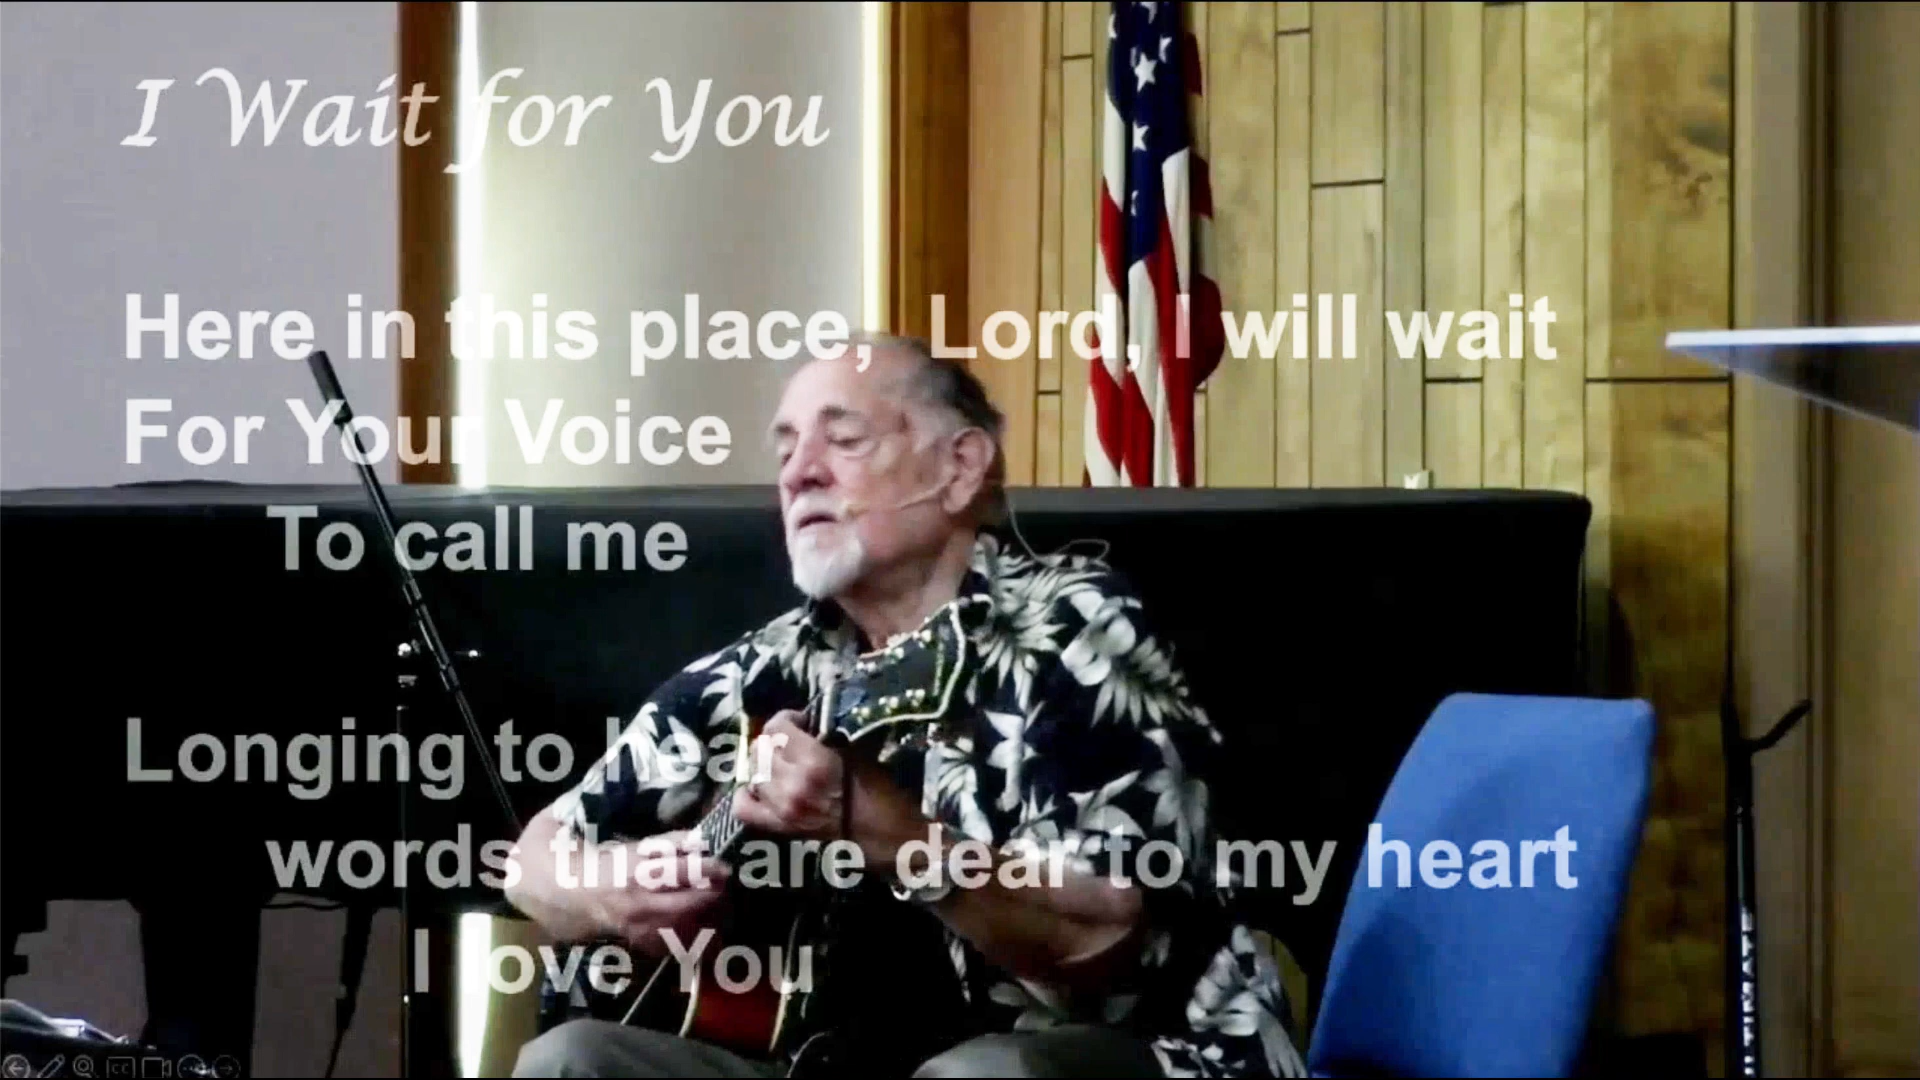 I Wait for You
Here in this place, Lord, I will wait
For Your Voice
To call me
Longing to hear
words that are dear to my heart
I love You
CC